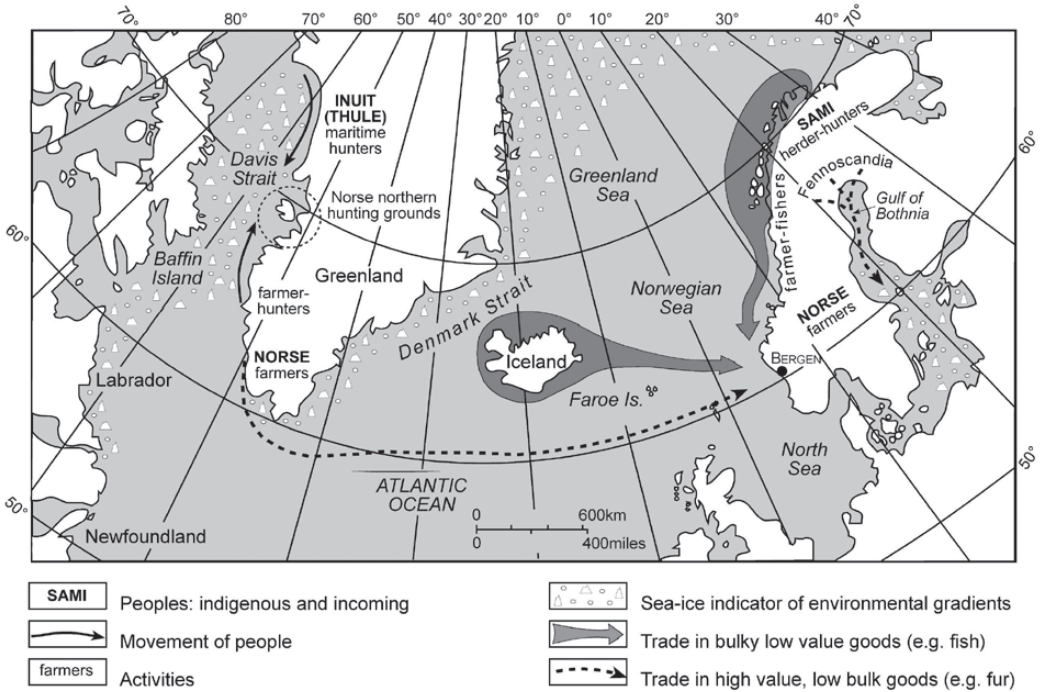 70° 80° 70° 60° 50° 40° 30° 20° 10° 0° 10° 20° 30° 40° 70°
60°
50°
60°
50°
INUIT
(THULE)
maritime
hunters
Davis
Strait
Norse northern
hunting grounds
Baffin
Island
Greenland
farmer-
hunters
NORSE
farmers
Labrador
Newfoundland
Denmark Strait
Greenland
Sea
Norwegian
Sea
Iceland
Faroe Is.
ATLANTIC
OCEAN
0 600km
0 400miles
SAMI
herder-hunters
Fennoscandia
Gulf of
Bothnia
farmer-fishers
NORSE
farmers
BERGEN
North
Sea
SAMI Peoples: indigenous and incoming
Movement of people
farmers Activities
Sea-ice indicator of environmental gradients
Trade in bulky low value goods (e.g. fish)
Trade in high value, low bulk goods (e.g. fur)